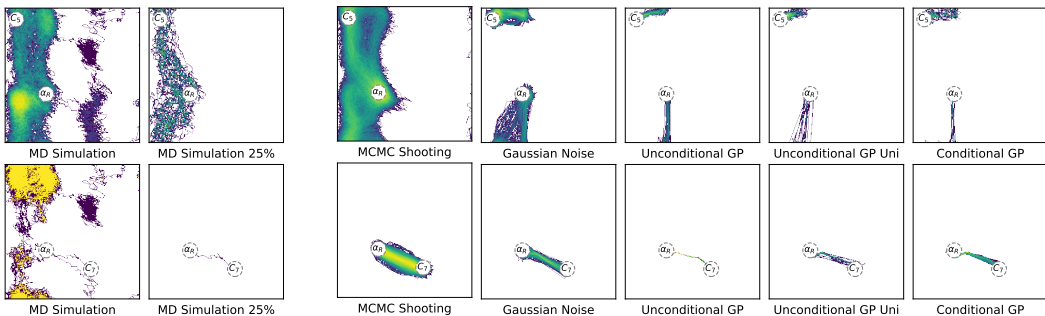 C₅ C₅ C₅ C₅ C₅ C₅ C₅
αR αR αR αR αR αR αR
MD Simulation MD Simulation 25% MCMC Shooting Gaussian Noise Unconditional GP Unconditional GP Uni Conditional GP
αR αR αR αR αR αR αR
C₇ C₇ C₇ C₇ C₇ C₇ C₇
MD Simulation MD Simulation 25% MCMC Shooting Gaussian Noise Unconditional GP Unconditional GP Uni Conditional GP